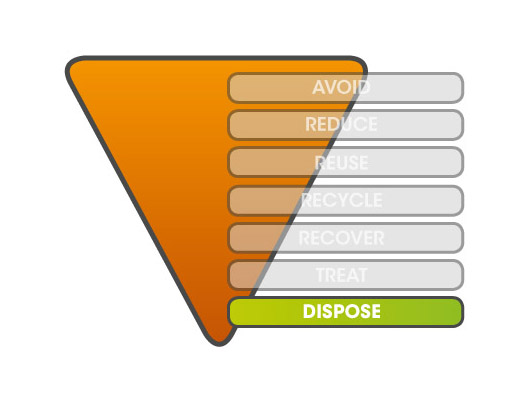 AVOID
REDUCE
REUSE
RECYCLE
RECOVER
TREAT
DISPOSE